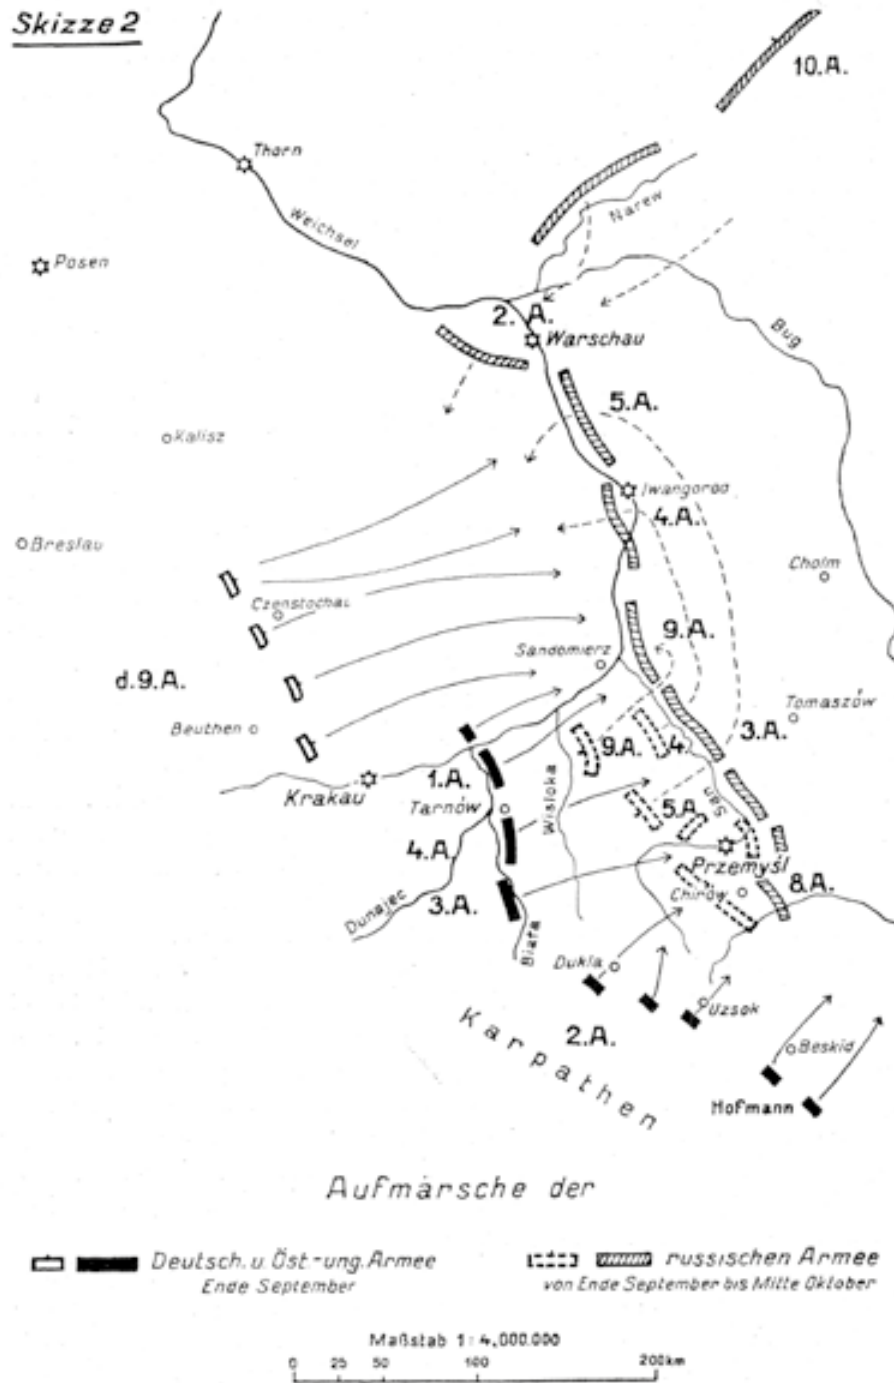 Skizze 2
10.A.
Thorn
Narew
Weichsel
Posen
2. A.
Warschau
Bug
5.A.
Kalisz
Iwangorod
4.A.
Breslau
Cholm
Czenstochau
9.A.
Sandomierz
d.9.A.
Tomaszów
Beuthen
3.A.
9.A.
4.
1.A.
Krakau
San
Tarnów
Wisloka
5.A.
4.A.
Przemyśl
3.A.
Chirów
8.A.
Dunajec
Biała
Dukla
Uzsok
Karpathen
2.A.
Beskid
Hofmann
Aufmärsche der
Deutsch. u. Öst.-ung. Armee
Ende September
russischen Armee
von Ende September bis Mitte Oktober
Maßstab 1:4,000.000
0 25 50 100 200km